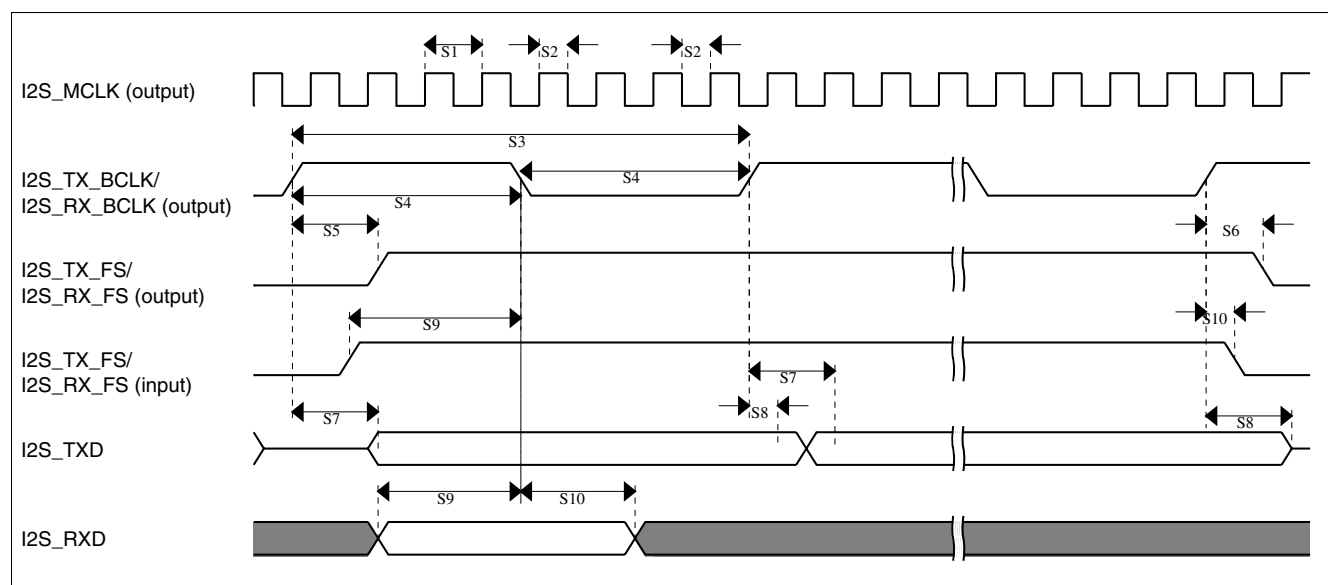 S1
S2
S2
I2S_MCLK (output)
S3
I2S_TX_BCLK/
I2S_RX_BCLK (output)
S4
S4
S5
S6
I2S_TX_FS/
I2S_RX_FS (output)
S9
S10
I2S_TX_FS/
I2S_RX_FS (input)
S7
S7
S8
S8
I2S_TXD
S9
S10
I2S_RXD